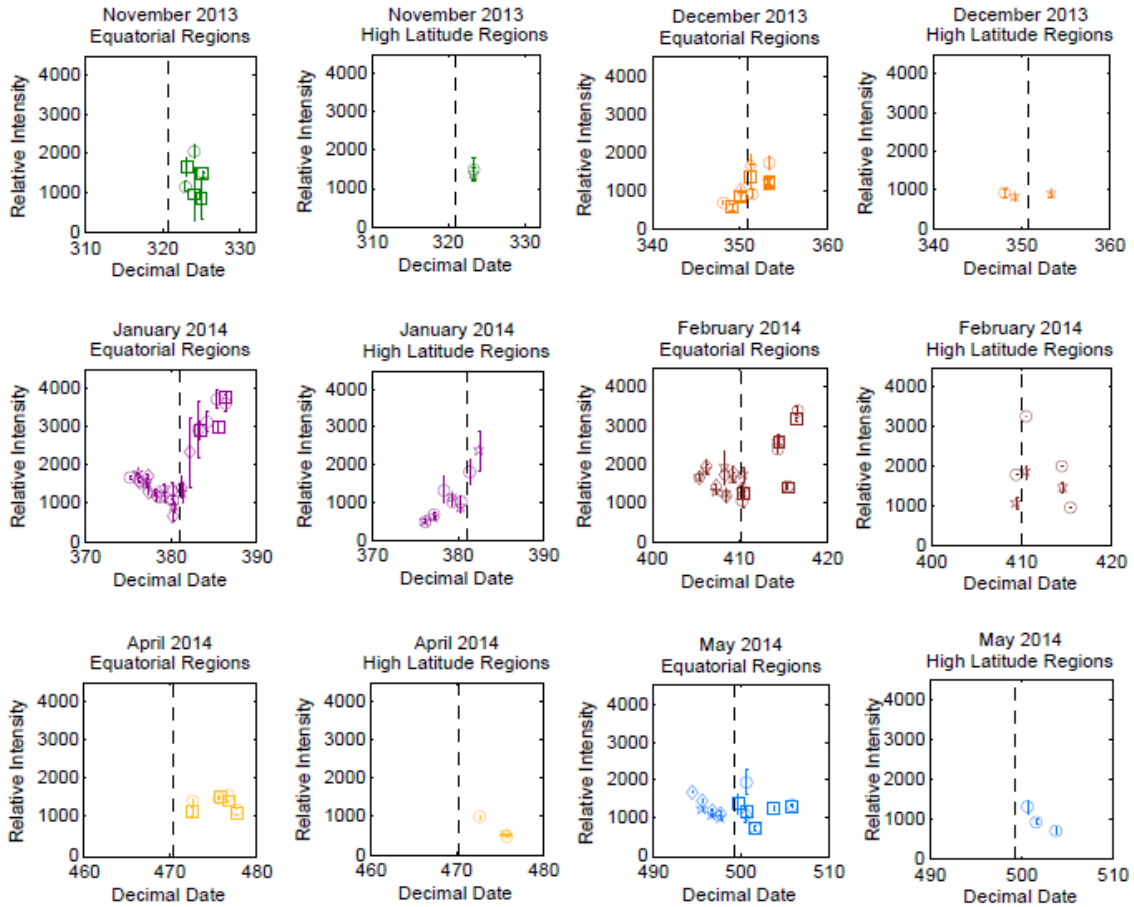 November 2013
Equatorial Regions
Relative Intensity
4000
3000
2000
1000
0
310
320
330
Decimal Date
November 2013
High Latitude Regions
Relative Intensity
4000
3000
2000
1000
0
310
320
330
Decimal Date
December 2013
Equatorial Regions
Relative Intensity
4000
3000
2000
1000
0
340
350
360
Decimal Date
December 2013
High Latitude Regions
Relative Intensity
4000
3000
2000
1000
0
340
350
360
Decimal Date
January 2014
Equatorial Regions
Relative Intensity
4000
3000
2000
1000
0
370
380
390
Decimal Date
January 2014
High Latitude Regions
Relative Intensity
4000
3000
2000
1000
0
370
380
390
Decimal Date
February 2014
Equatorial Regions
Relative Intensity
4000
3000
2000
1000
0
400
410
420
Decimal Date
February 2014
High Latitude Regions
Relative Intensity
4000
3000
2000
1000
0
400
410
420
Decimal Date
April 2014
Equatorial Regions
Relative Intensity
4000
3000
2000
1000
0
460
470
480
Decimal Date
April 2014
High Latitude Regions
Relative Intensity
4000
3000
2000
1000
0
460
470
480
Decimal Date
May 2014
Equatorial Regions
Relative Intensity
4000
3000
2000
1000
0
490
500
510
Decimal Date
May 2014
High Latitude Regions
Relative Intensity
4000
3000
2000
1000
0
490
500
510
Decimal Date